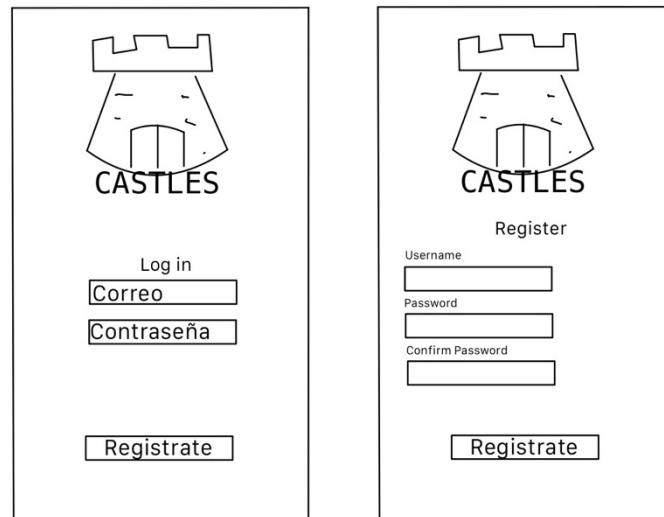 CASTLES
Log in
Correo
Contraseña
Registrate
CASTLES
Register
Username
Password
Confirm Password
Registrate